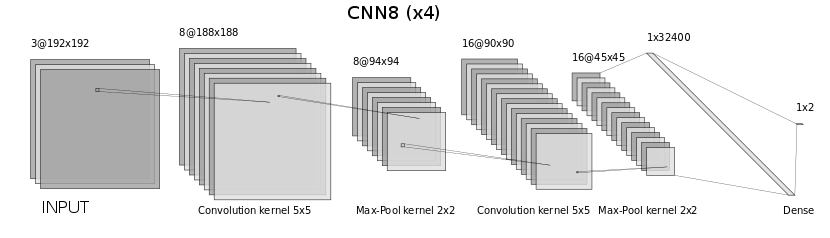 CNN8 (x4)
3@192x192
8@188x188
8@94x94
16@90x90
16@45x45
1x32400
1x2
INPUT
Convolution kernel 5x5
Max-Pool kernel 2x2
Convolution kernel 5x5
Max-Pool kernel 2x2
Dense